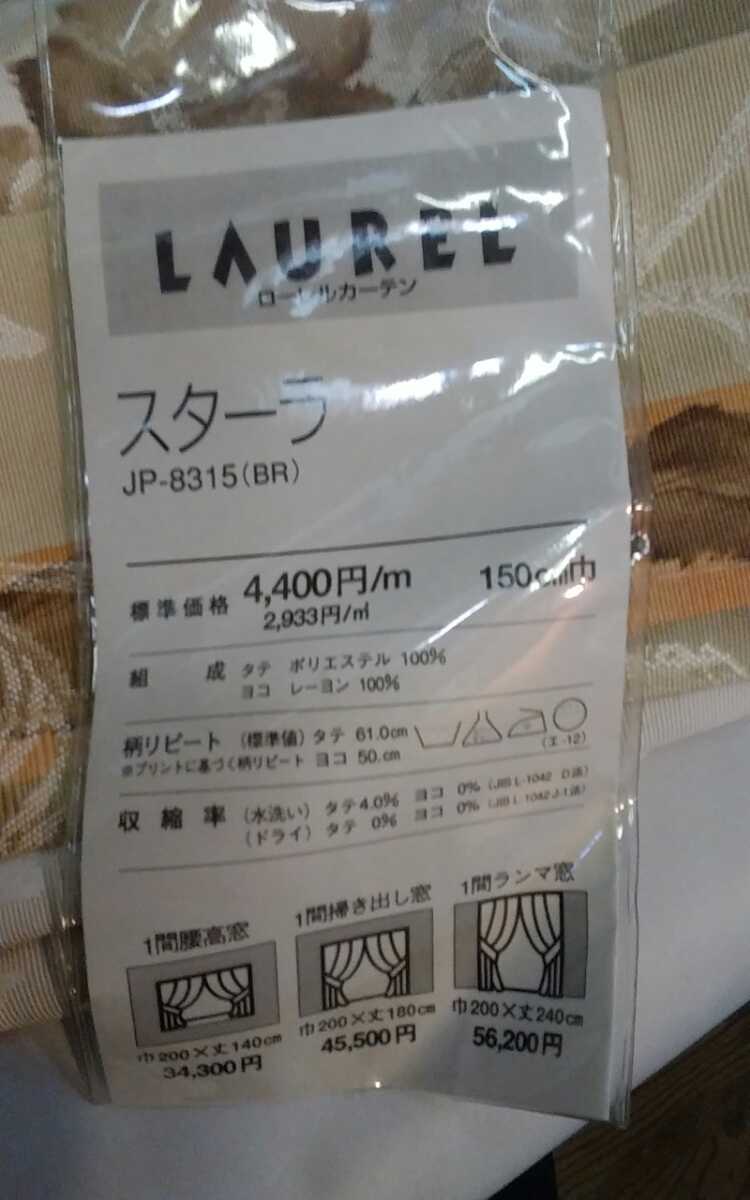 LAUREL
ローレルカーテン
スターラ
JP-8315(BR)
標準価格 4,400円/m 150cm巾
2,933円/㎡
組成 タテ ポリエステル 100%
ヨコ レーヨン 100%
柄リピート (標準値) タテ 61.0cm
※プリントに基づく柄リピート ヨコ 50.cm
(エ-12)
収縮率 (水洗い) タテ4.0% ヨコ 0% (JIS L-1042 D法)
(ドライ) タテ 0% ヨコ 0% (JIS L 1042-J-1法)
1間腰高窓
巾200×丈140cm
34,300円
1間掃き出し窓
巾200×丈180cm
45,500円
1間ランマ窓
巾200×丈240cm
56,200円